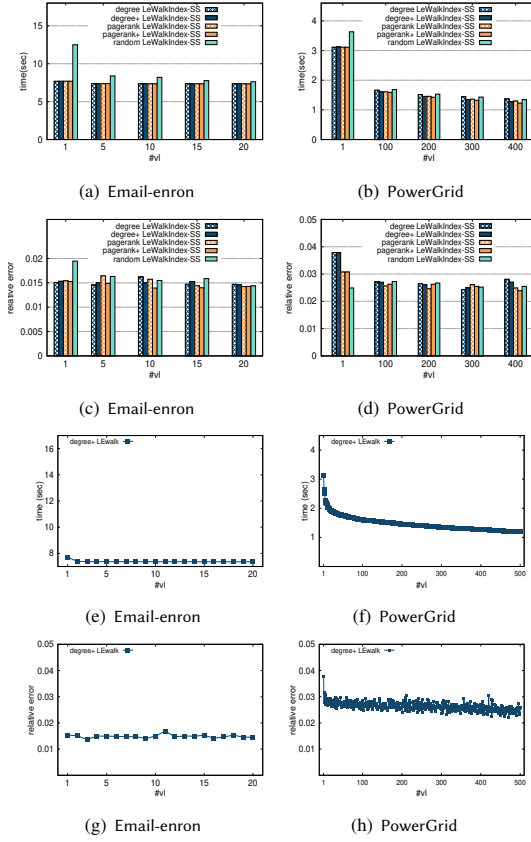 degree LeWalkIndex-SS
degree+ LeWalkIndex-SS
pagerank LeWalkIndex-SS
pagerank+ LeWalkIndex-SS
random LeWalkIndex-SS
time(sec)
15
10
5
0
1 5 10 15 20
#vl
(a) Email-enron
degree LeWalkIndex-SS
degree+ LeWalkIndex-SS
pagerank LeWalkIndex-SS
pagerank+ LeWalkIndex-SS
random LeWalkIndex-SS
time (sec)
4
3
2
1
0
1 100 200 300 400
#vl
(b) PowerGrid
degree LeWalkIndex-SS
degree+ LeWalkIndex-SS
pagerank LeWalkIndex-SS
pagerank+ LeWalkIndex-SS
random LeWalkIndex-SS
relative error
0.02
0.015
0.01
0.005
0
1 5 10 15 20
#vl
(c) Email-enron
degree LeWalkIndex-SS
degree+ LeWalkIndex-SS
pagerank LeWalkIndex-SS
pagerank+ LeWalkIndex-SS
random LeWalkIndex-SS
relative error
0.05
0.04
0.03
0.02
0.01
0
1 100 200 300 400
#vl
(d) PowerGrid
degree+ LEwalk
time (sec)
16
14
12
10
8
1 5 10 15 20
#vl
(e) Email-enron
degree+ LEwalk
time (sec)
4
3
2
1
1 100 200 300 400 500
#vl
(f) PowerGrid
degree+ LEwalk
relative error
0.05
0.04
0.03
0.02
0.01
1 5 10 15 20
#vl
(g) Email-enron
degree+ LEwalk
relative error
0.05
0.04
0.03
0.02
0.01
1 100 200 300 400 500
#vl
(h) PowerGrid